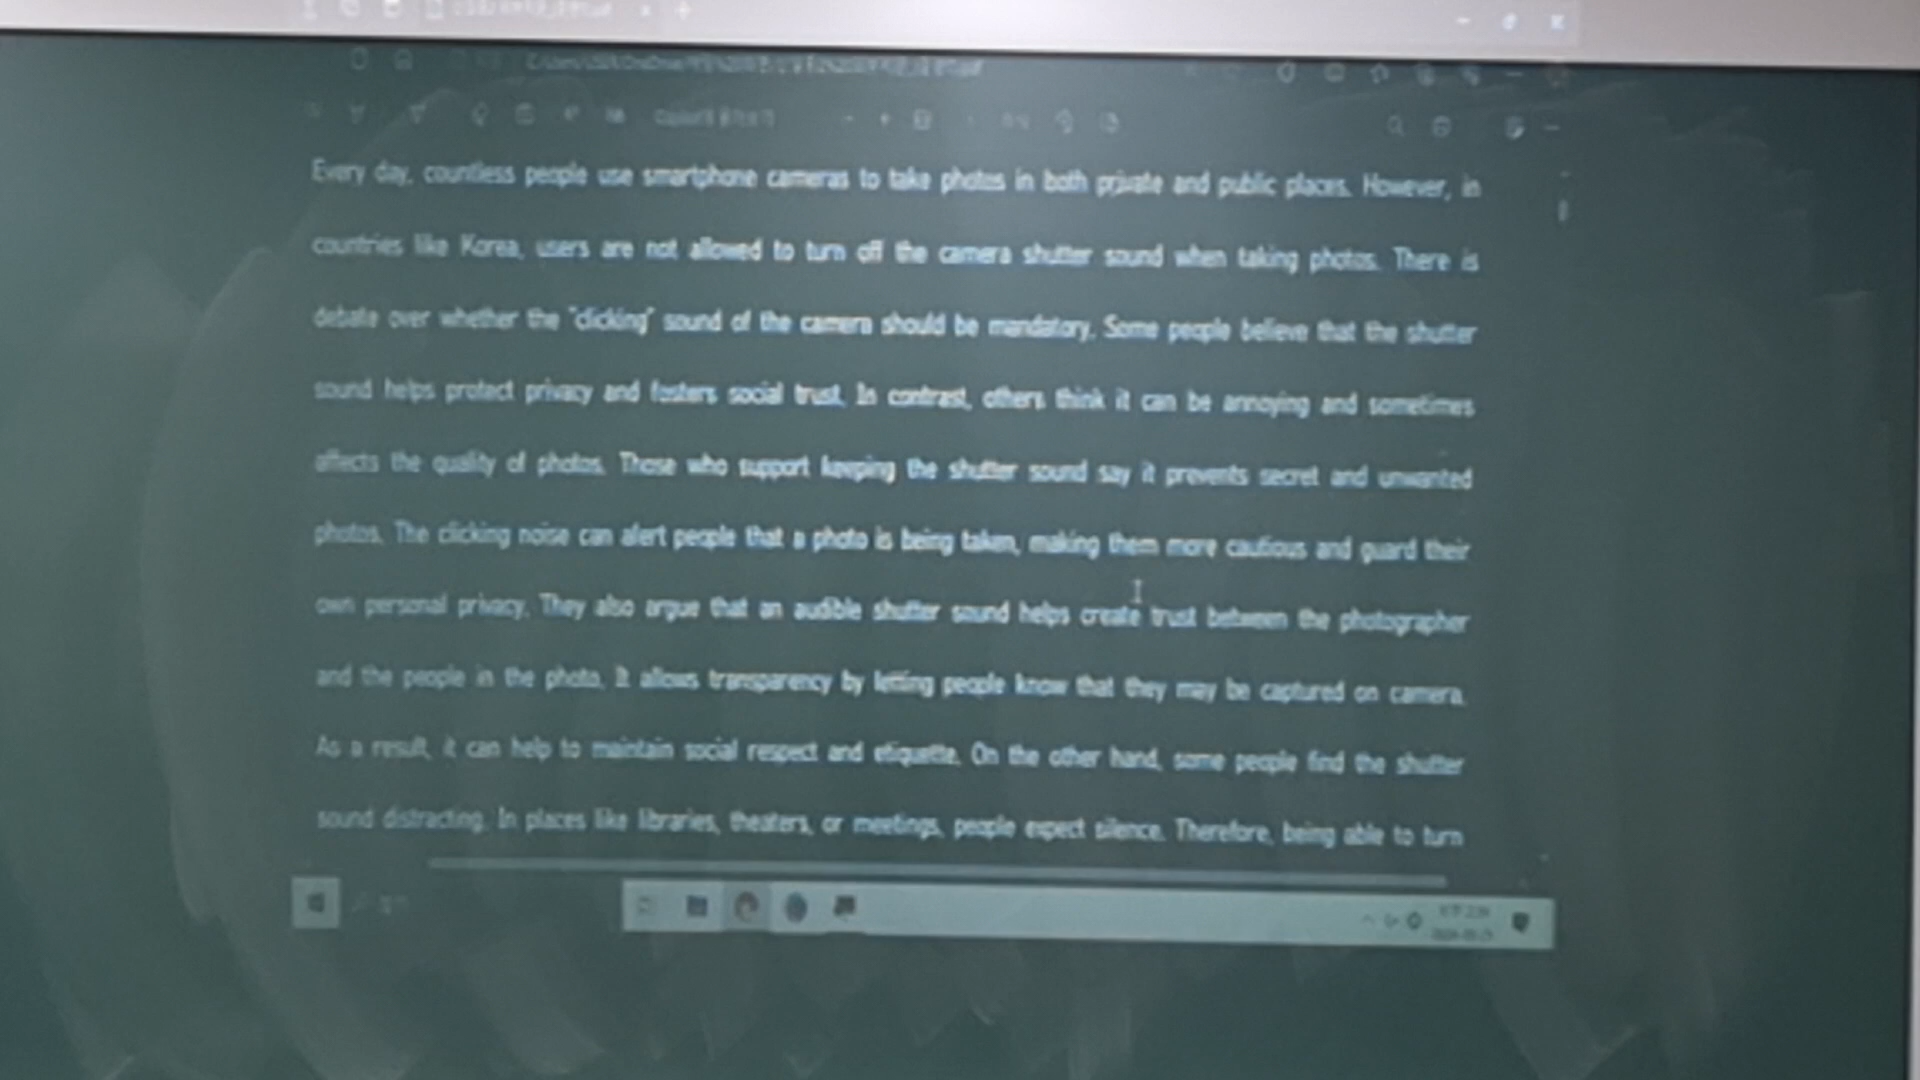 Every day, countless people use smartphone cameras to take photos in both private and public places. However, in
countries like Korea, users are not allowed to turn off the camera shutter sound when taking photos. There is
debate over whether the "clicking" sound of the camera should be mandatory. Some people believe that the shutter
sound helps protect privacy and fosters social trust. In contrast, others think it can be annoying and sometimes
affects the quality of photos. Those who support keeping the shutter sound say it prevents secret and unwanted
photos. The clicking noise can alert people that a photo is being taken, making them more cautious and guard their
own personal privacy. They also argue that an audible shutter sound helps create trust between the photographer
and the people in the photo. It allows transparency by letting people know that they may be captured on camera.
As a result, it can help to maintain social respect and etiquette. On the other hand, some people find the shutter
sound distracting. In places like libraries, theaters, or meetings, people expect silence. Therefore, being able to turn